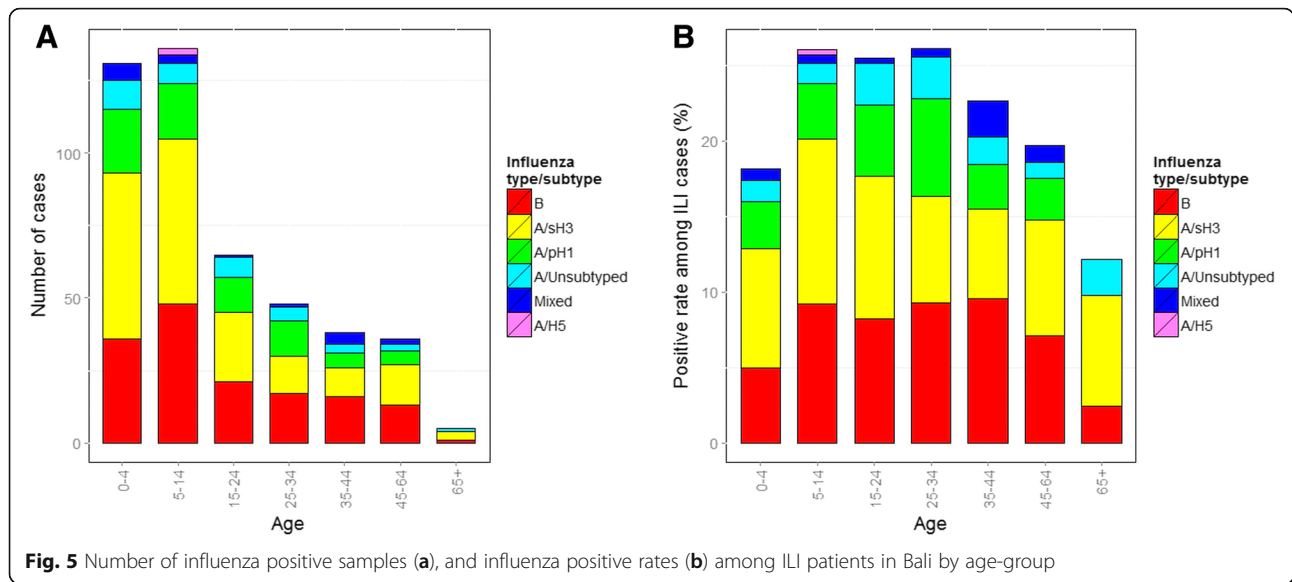 A
Number of cases
100
50
0
0-4
5-14
15-24
25-34
35-44
45-64
65+
Age
Influenza
type/subtype
B
A/sH3
A/pH1
A/Unsubtyped
Mixed
A/H5
B
Positive rate among ILI cases (%)
20
10
0
0-4
5-14
15-24
25-34
35-44
45-64
65+
Age
Influenza
type/subtype
B
A/sH3
A/pH1
A/Unsubtyped
Mixed
A/H5
Fig. 5 Number of influenza positive samples (a), and influenza positive rates (b) among ILI patients in Bali by age-group